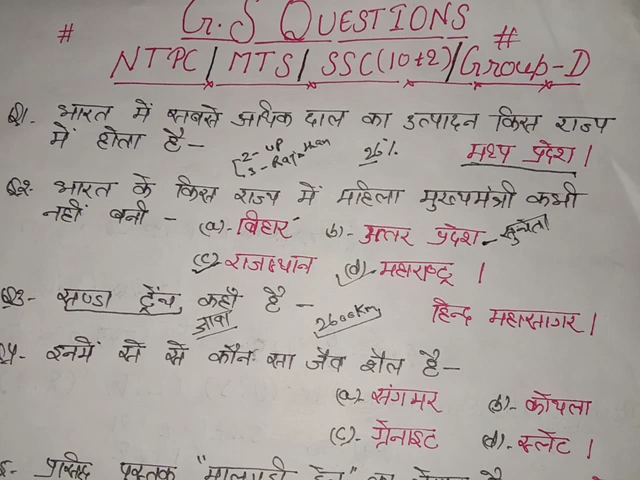 # G.S QUESTIONS #
NTPC/MTS/SSC(10+2)/Group-D
Q1. भारत में सबसे अधिक दाल का उत्पादन किस राज्य
में होता है- [2- UP 26% मध्य प्रदेश।
3- Rajasthan
Q2- भारत के किस राज्य में महिला मुख्यमंत्री कभी
नहीं बनी - (a)- बिहार b)- उत्तर प्रदेश- सुचेता
(c)- राजस्थान (d)- महाराष्ट्र।
Q3- सण्डा ट्रेंच कहाँ है - हिन्द महासागर।
जावा 2600km
Q4- इनमें से से कौन सा जैव शैल है-
(a)- संगमर (b)- कोयला
(c)- ग्रेनाइट (d)- स्लेट।
प्रसिद्ध पुस्तक